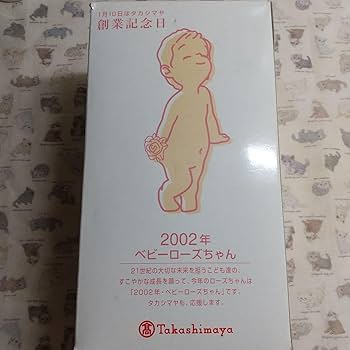 1月10日はタカシマヤ
創業記念日
2002年
ベビーローズちゃん
21世紀の大切な未来を担うこども達の、
すこやかな成長を願って、今年のローズちゃんは
「2002年・ベビーローズちゃん」です。
タカシマヤも、応援します。
髙 Takashimaya